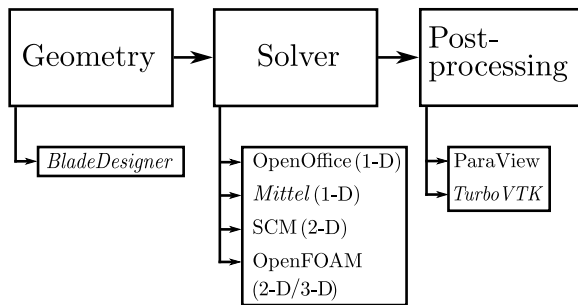 Geometry
Solver
Post-
processing
BladeDesigner
OpenOffice (1-D)
Mittel (1-D)
SCM (2-D)
OpenFOAM
(2-D/3-D)
ParaView
TurboVTK